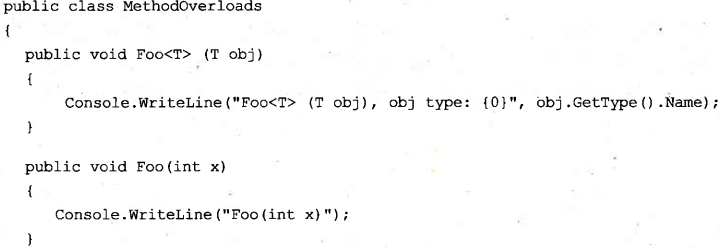 public class MethodOverloads
{
public void Foo<T> (T obj)
{
Console.WriteLine("Foo<T> (T obj), obj type: {0}", obj.GetType().Name);
}
public void Foo(int x)
{
Console.WriteLine("Foo(int x)");
}